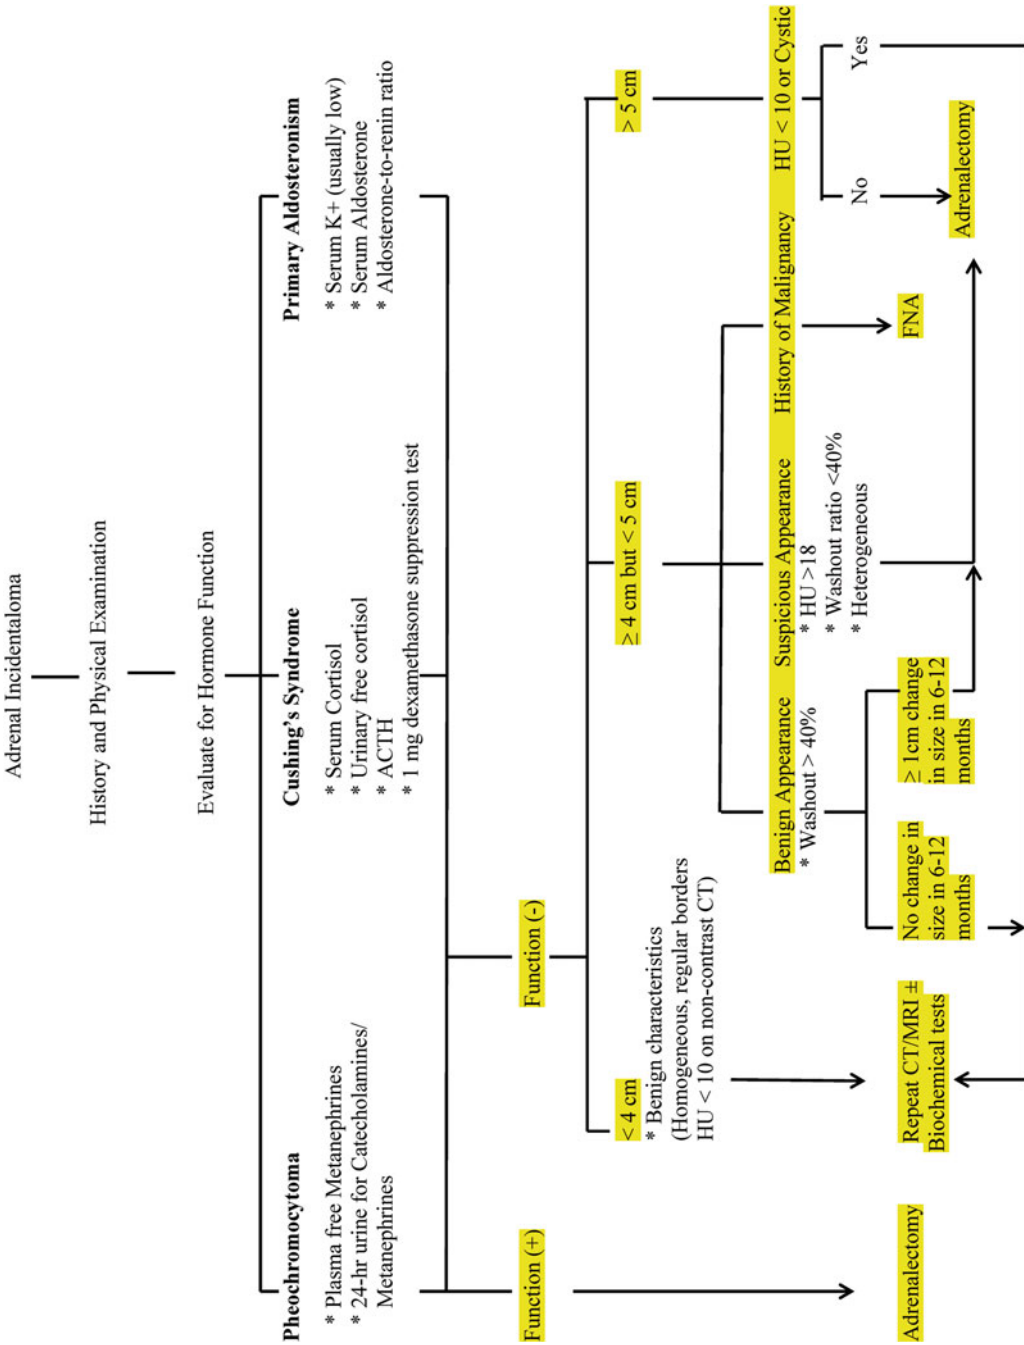 Adrenal Incidentaloma
History and Physical Examination
Evaluate for Hormone Function
Pheochromocytoma
* Plasma free Metanephrines
* 24-hr urine for Catecholamines/
Metanephrines
Cushing's Syndrome
* Serum Cortisol
* Urinary free cortisol
* ACTH
* 1 mg dexamethasone suppression test
Primary Aldosteronism
* Serum K+ (usually low)
* Serum Aldosterone
* Aldosterone-to-renin ratio
Function (+)
Function (-)
< 4 cm
* Benign characteristics
(Homogeneous, regular borders
HU < 10 on non-contrast CT)
≥ 4 cm but < 5 cm
> 5 cm
Benign Appearance
* Washout > 40%
Suspicious Appearance
* HU >18
* Washout ratio <40%
* Heterogeneous
History of Malignancy
HU < 10 or Cystic
No
Yes
Adrenalectomy
Repeat CT/MRI ±
Biochemical tests
No change in
size in 6-12
months
≥ 1cm change
in size in 6-12
months
FNA
Adrenalectomy